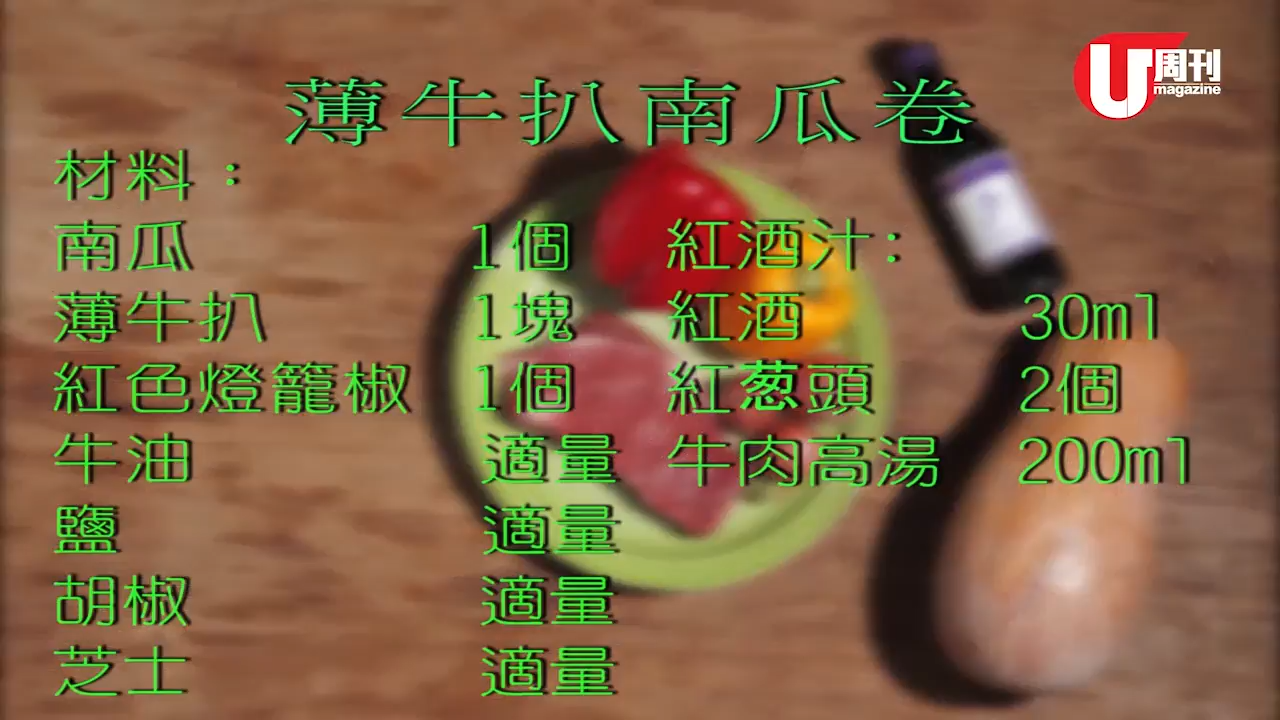 U周刊
magazine
薄牛扒南瓜卷
材料：
南瓜 1個
薄牛扒 1塊
紅色燈籠椒 1個
牛油 適量
鹽 適量
胡椒 適量
芝士 適量
紅酒汁：
紅酒 30ml
紅葱頭 2個
牛肉高湯 200ml